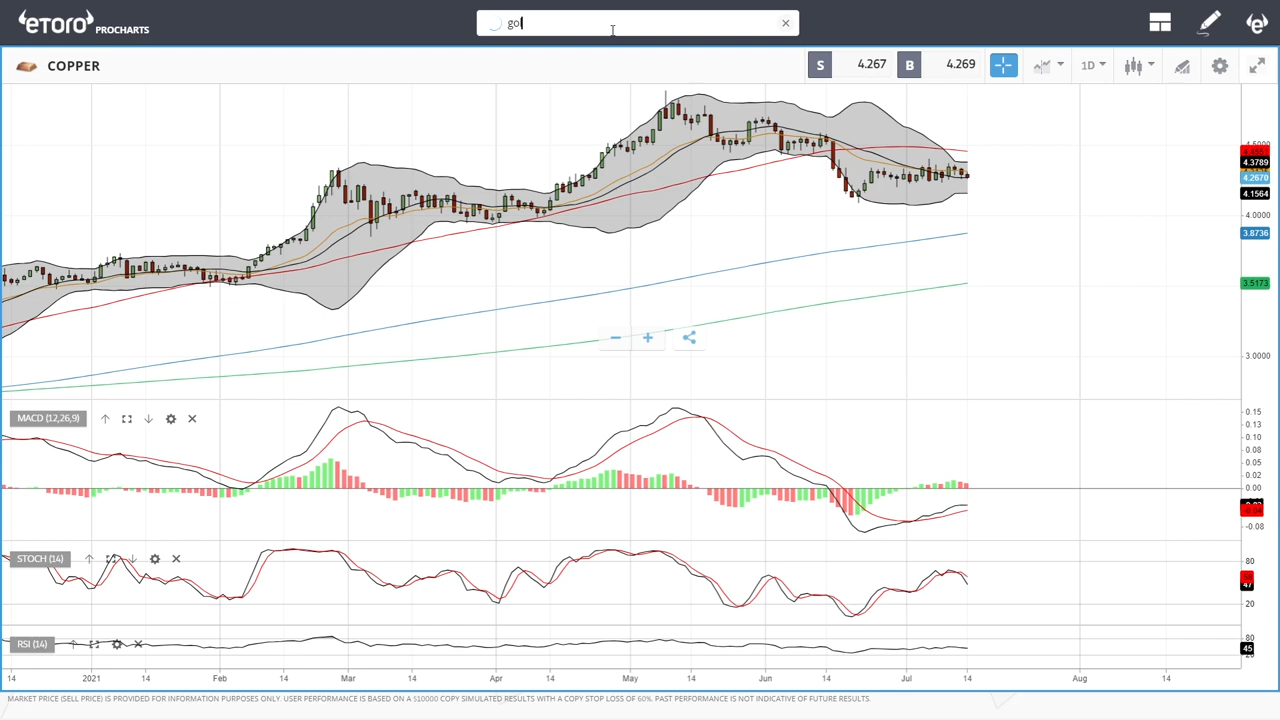 etoro PROCHARTS
gol
COPPER
S 4.267 B 4.269
1D
4.5000
4.3789
4.2670
4.1564
4.0000
3.8736
3.5173
3.0000
MACD (12,26,9)
0.15
0.13
0.10
0.08
0.05
0.02
0.00
-0.04
-0.08
STOCH (14)
80
47
20
RSI (14)
80
45
14 2021 14 Feb 14 Mar 14 Apr 14 May 14 Jun 14 Jul 14 Aug 14
MARKET PRICE (SELL PRICE) IS PROVIDED FOR INFORMATION PURPOSES ONLY. USER PERFORMANCE IS BASED ON A $10000 COPY SIMULATED RESULTS WITH A COPY STOP LOSS OF 60%. PAST PERFORMANCE IS NOT INDICATIVE OF FUTURE RESULTS.